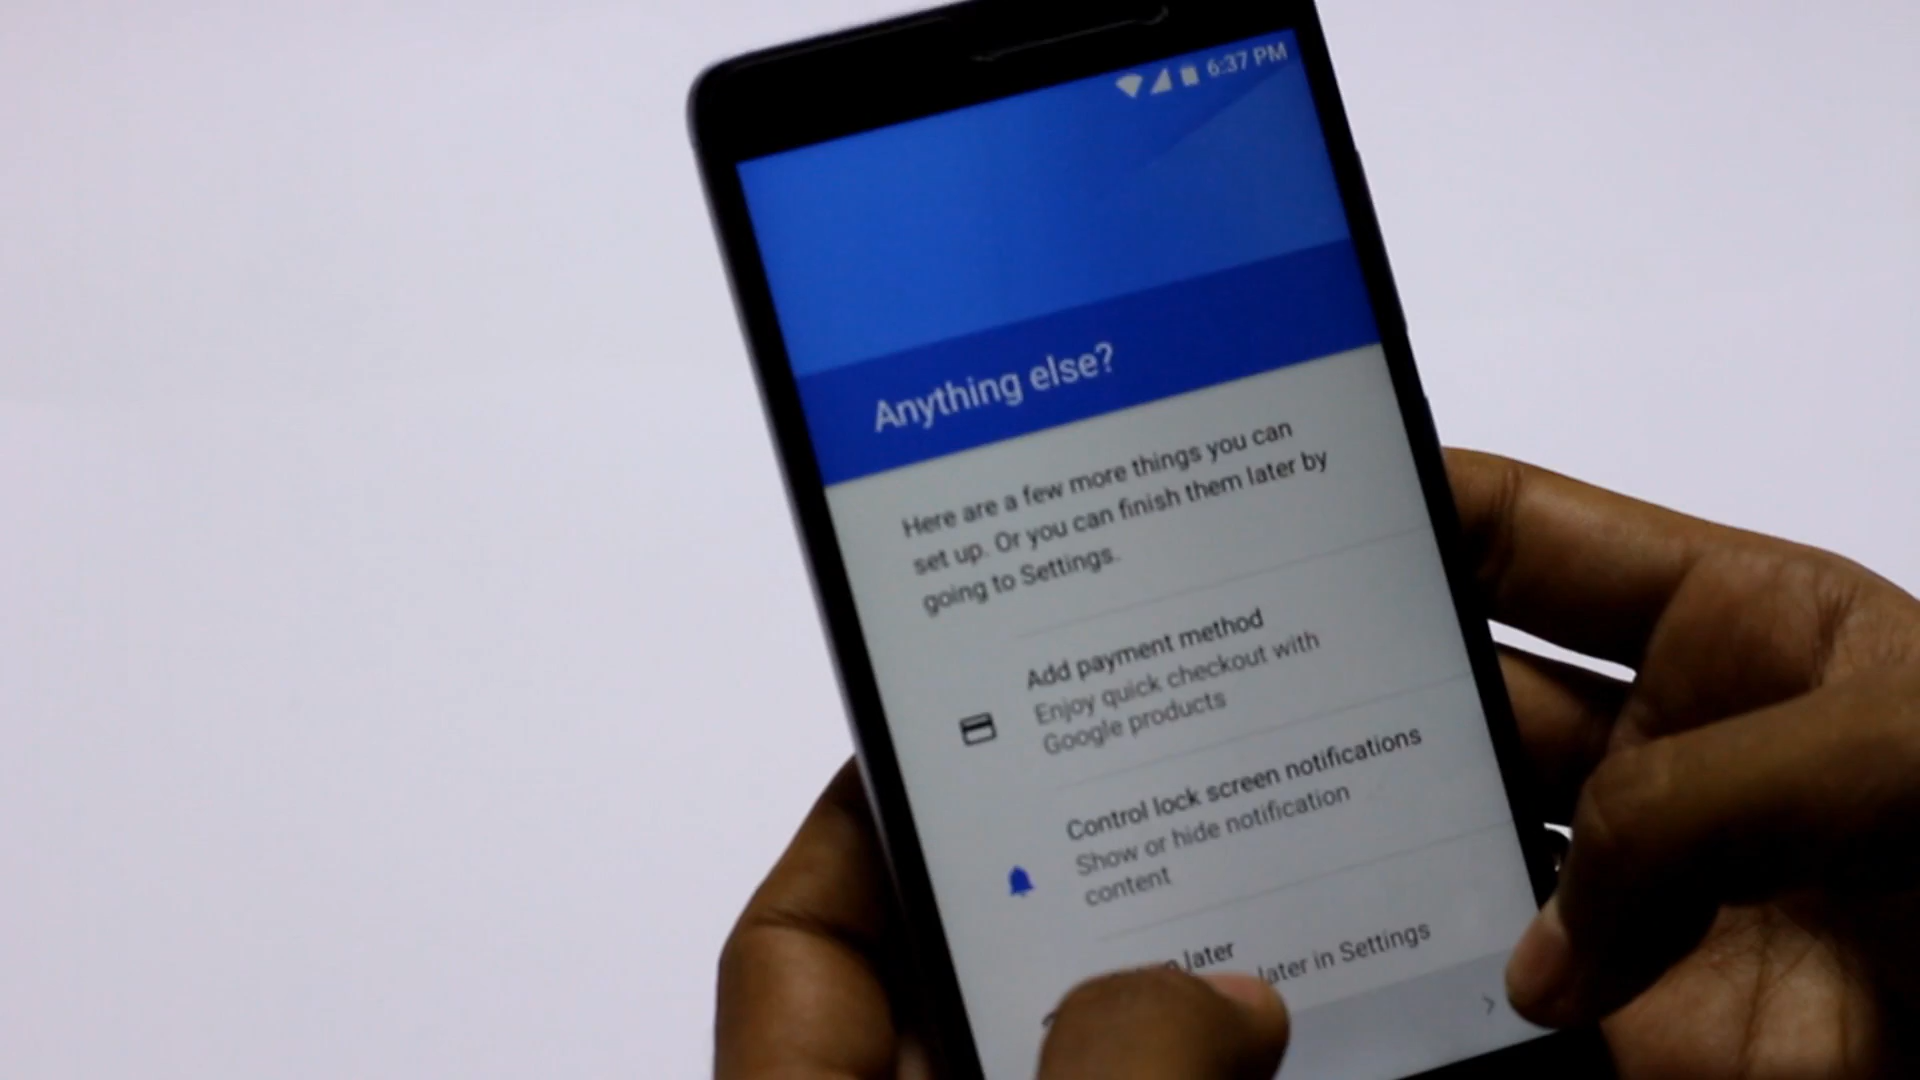 6:37 PM
Anything else?
Here are a few more things you can
set up. Or you can finish them later by
going to Settings.
Add payment method
Enjoy quick checkout with
Google products
Control lock screen notifications
Show or hide notification
content
later
later in Settings